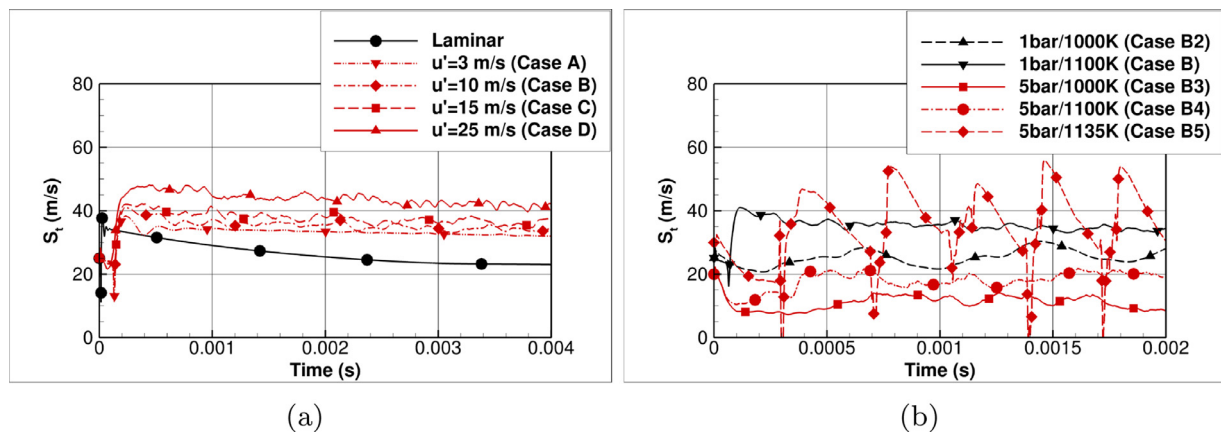 Laminar
u'=3 m/s (Case A)
u'=10 m/s (Case B)
u'=15 m/s (Case C)
u'=25 m/s (Case D)
80
60
40
20
0
St (m/s)
0
0.001
0.002
0.003
0.004
Time (s)
(a)
1bar/1000K (Case B2)
1bar/1100K (Case B)
5bar/1000K (Case B3)
5bar/1100K (Case B4)
5bar/1135K (Case B5)
80
60
40
20
0
St (m/s)
0
0.0005
0.001
0.0015
0.002
Time (s)
(b)